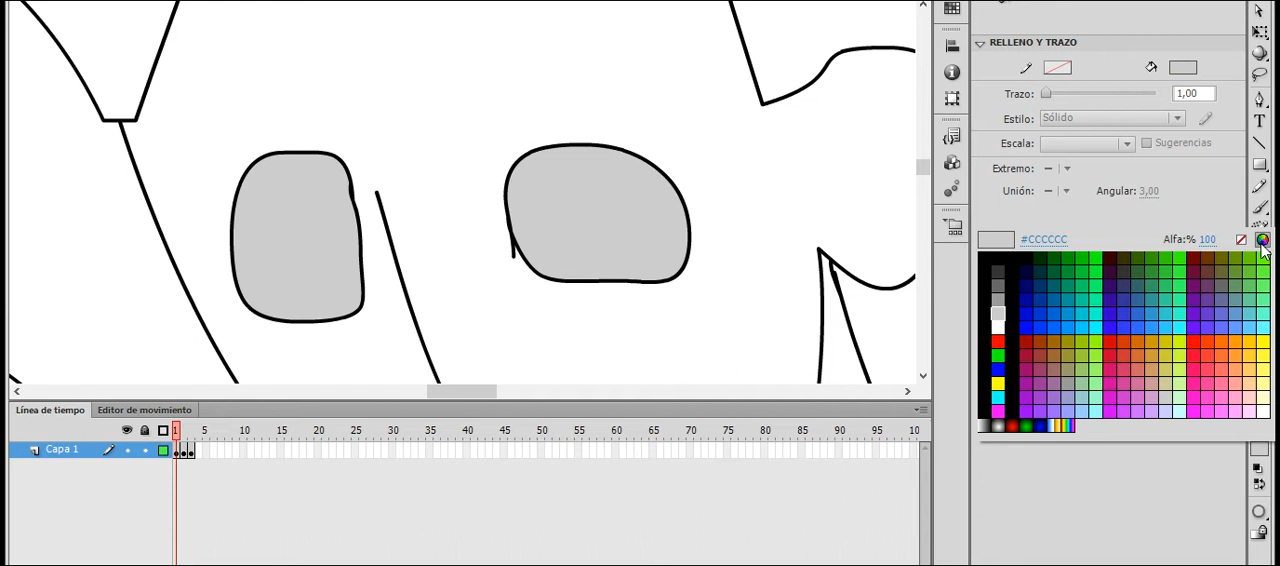 RELLENO Y TRAZO
Trazo: 1,00
Estilo: Sólido
Escala: Sugerencias
Extremo:
Unión: Angular: 3,00
#CCCCCC Alfa:% 100
Línea de tiempo Editor de movimiento
1 5 10 15 20 25 30 35 40 45 50 55 60 65 70 75 80 85 90 95 10
Capa 1